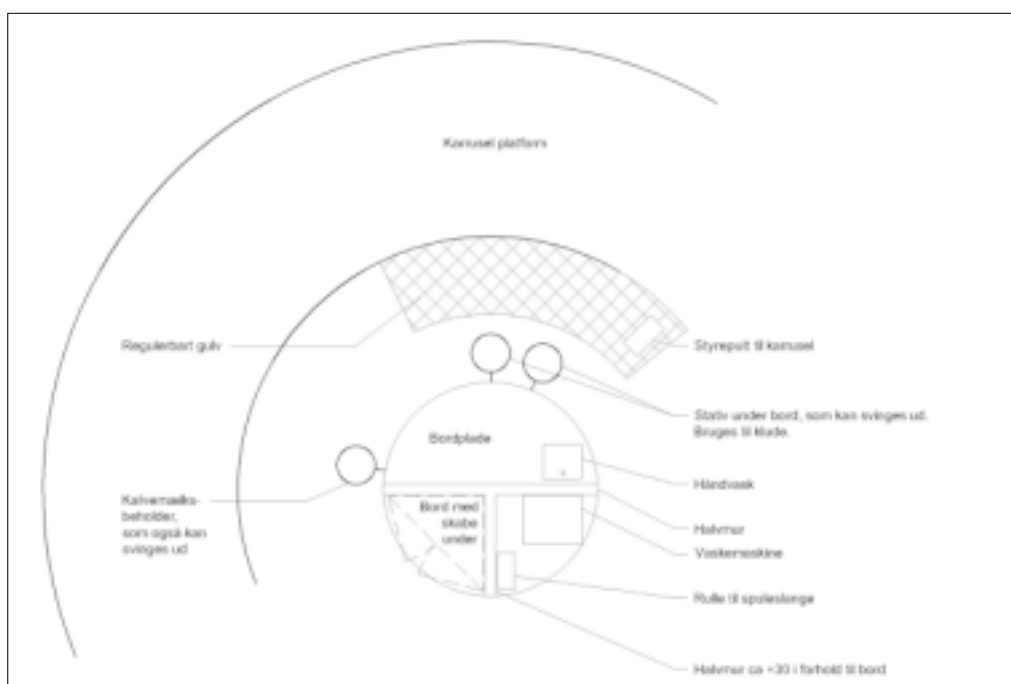 Karrusel platform
Regulerbart gulv
Styrepult til karrusel
Stativ under bord, som kan svinges ud.
Bruges til klude.
Bordplade
Håndvask
Kalvemælks-
beholder,
som også kan
svinges ud
Bord med
skabe
under
Halvmur
Vaskemaskine
Rulle til spuleslange
Halvmur ca +30 i forhold til bord